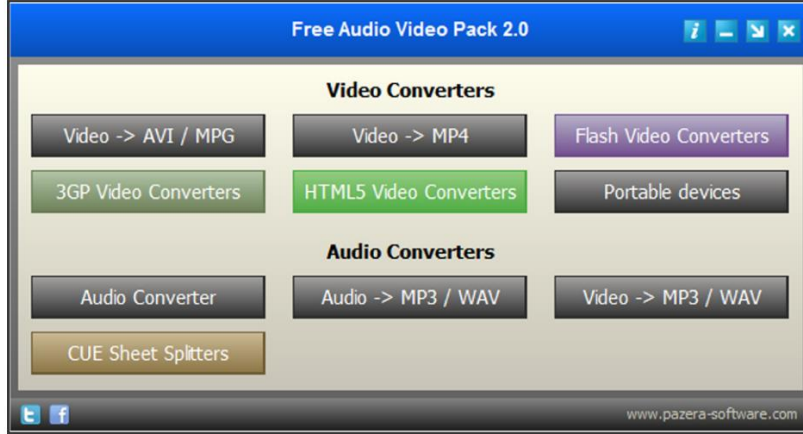 Free Audio Video Pack 2.0
Video Converters
Video -> AVI / MPG
Video -> MP4
Flash Video Converters
3GP Video Converters
HTML5 Video Converters
Portable devices
Audio Converters
Audio Converter
Audio -> MP3 / WAV
Video -> MP3 / WAV
CUE Sheet Splitters
www.pazera-software.com